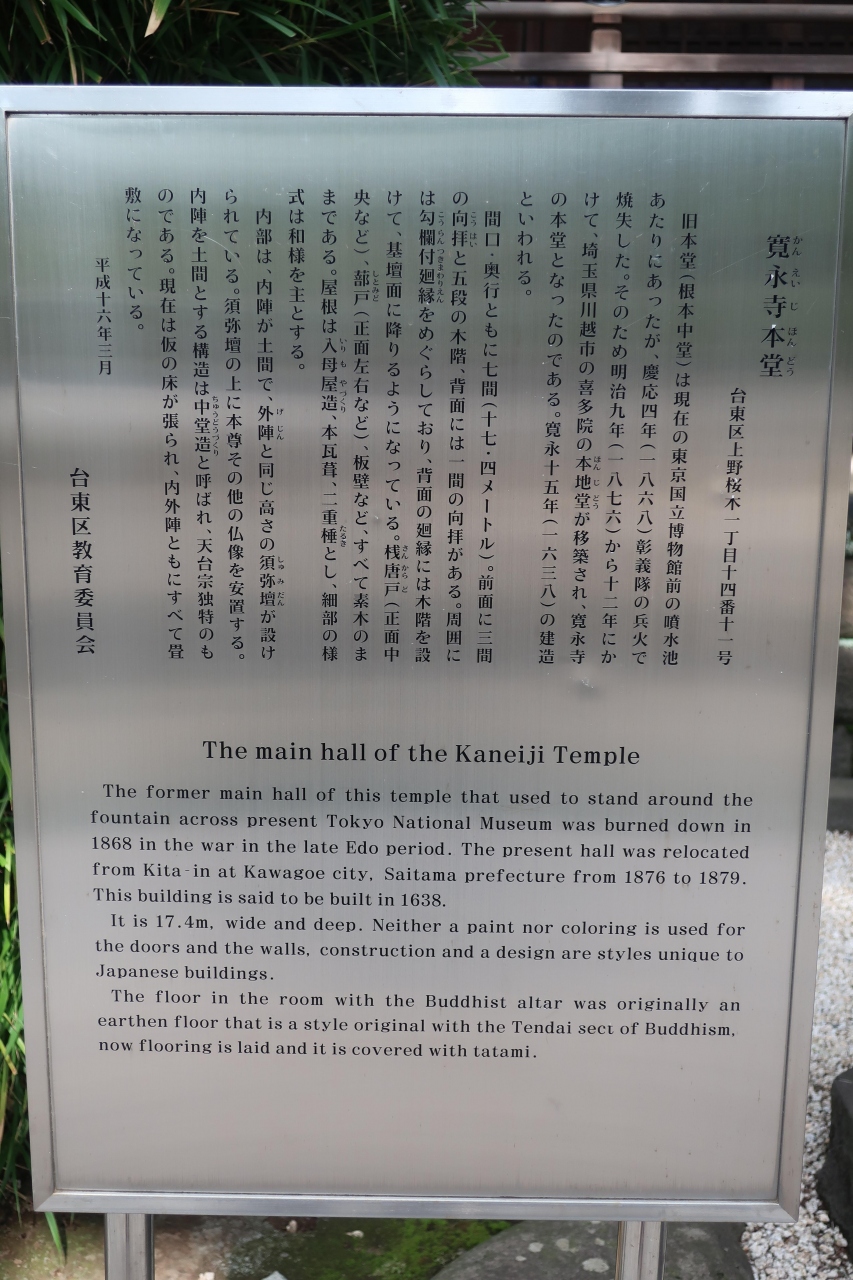 寛永寺本堂
台東区上野桜木一丁目十四番十一号
旧本堂(根本中堂)は現在の東京国立博物館前の噴水池
あたりにあったが、慶応四年(一八六八)彰義隊の兵火で
焼失した。そのため明治九年(一八七六)から十二年にか
けて、埼玉県川越市の喜多院の本地堂が移築され、寛永寺
の本堂となったのである。寛永十五年(一六三八)の建造
といわれる。
間口・奥行ともに七間(十七・四メートル)。前面に三間
の向拝と五段の木階、背面には一間の向拝がある。周囲に
は勾欄付廻縁をめぐらしており、背面の廻縁には木階を設
けて、基壇面に降りるようになっている。桟唐戸(正面中
央など)、蔀戸(正面左右など)、板壁など、すべて素木のま
まである。屋根は入母屋造、本瓦葺、二重棰とし、細部の様
式は和様を主とする。
内部は、内陣が土間で、外陣と同じ高さの須弥壇が設け
られている。須弥壇の上に本尊その他の仏像を安置する。
内陣を土間とする構造は中堂造と呼ばれ、天台宗独特のも
のである。現在は仮の床が張られ、内外陣ともにすべて畳
敷になっている。
平成十六年三月
台東区教育委員会
The main hall of the Kaneiji Temple
The former main hall of this temple that used to stand around the
fountain across present Tokyo National Museum was burned down in
1868 in the war in the late Edo period. The present hall was relocated
from Kita-in at Kawagoe city, Saitama prefecture from 1876 to 1879.
This building is said to be built in 1638.
It is 17.4m, wide and deep. Neither a paint nor coloring is used for
the doors and the walls, construction and a design are styles unique to
Japanese buildings.
The floor in the room with the Buddhist altar was originally an
earthen floor that is a style original with the Tendai sect of Buddhism,
now flooring is laid and it is covered with tatami.